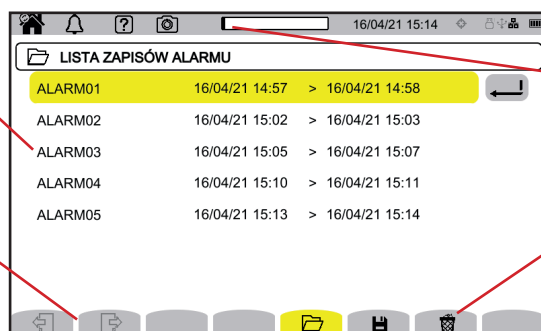 ? 16/04/21 15:14
LISTA ZAPISÓW ALARMU
ALARM01 16/04/21 14:57 > 16/04/21 14:58
ALARM02 16/04/21 15:02 > 16/04/21 15:03
ALARM03 16/04/21 15:05 > 16/04/21 15:07
ALARM04 16/04/21 15:10 > 16/04/21 15:11
ALARM05 16/04/21 15:13 > 16/04/21 15:14